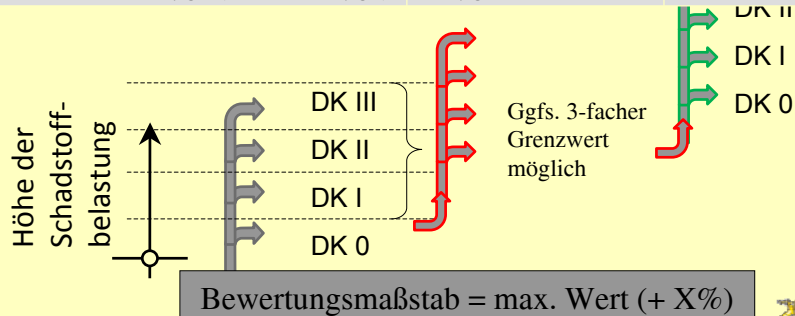 Höhe der
Schadstoff-
belastung
DK III
DK II
DK I
DK 0
Ggfs. 3-facher
Grenzwert
möglich
DK II
DK I
DK 0
Bewertungsmaßstab = max. Wert (+ X%)